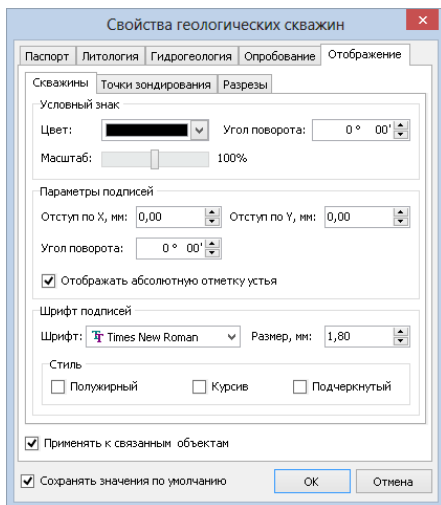 Свойства геологических скважин
Паспорт Литология Гидрогеология Опробование Отображение
Скважины Точки зондирования Разрезы
Условный знак
Цвет: Угол поворота: 0 ° 00'
Масштаб: 100%
Параметры подписей
Отступ по X, мм: 0,00 Отступ по Y, мм: 0,00
Угол поворота: 0 ° 00'
Отображать абсолютную отметку устья
Шрифт подписей
Шрифт: Times New Roman Размер, мм: 1,80
Стиль
Полужирный Курсив Подчеркнутый
Применять к связанным объектам
Сохранять значения по умолчанию ОК Отмена